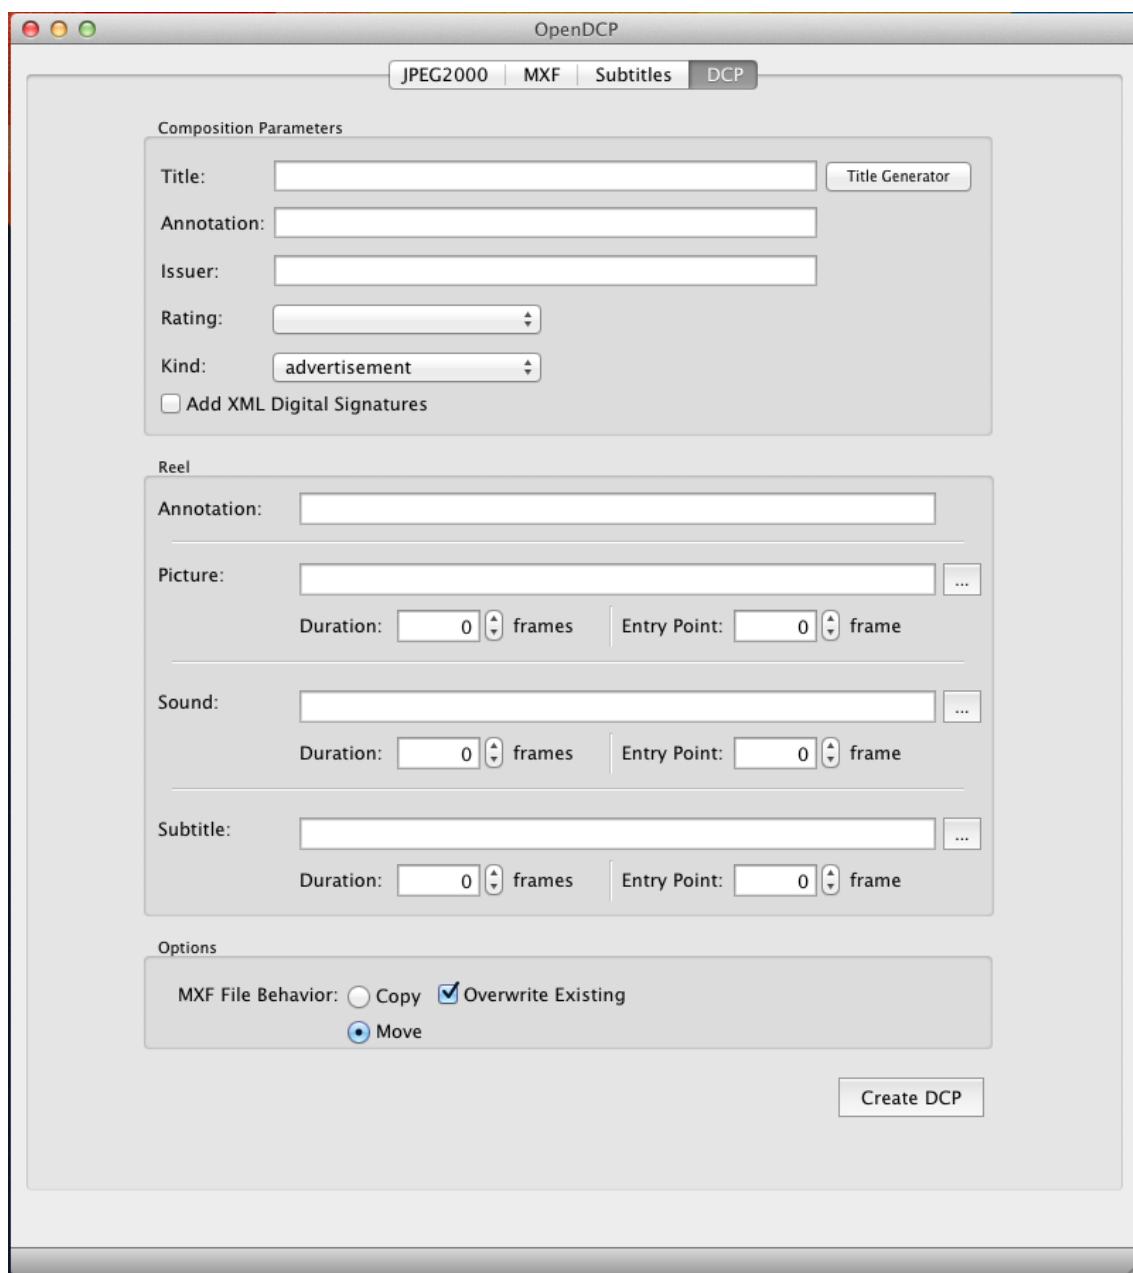 OpenDCP
JPEG2000 MXF Subtitles DCP
Composition Parameters
Title: Title Generator
Annotation:
Issuer:
Rating:
Kind: advertisement
Add XML Digital Signatures
Reel
Annotation:
Picture: ...
Duration: 0 frames Entry Point: 0 frame
Sound: ...
Duration: 0 frames Entry Point: 0 frame
Subtitle: ...
Duration: 0 frames Entry Point: 0 frame
Options
MXF File Behavior: Copy Overwrite Existing
Move
Create DCP